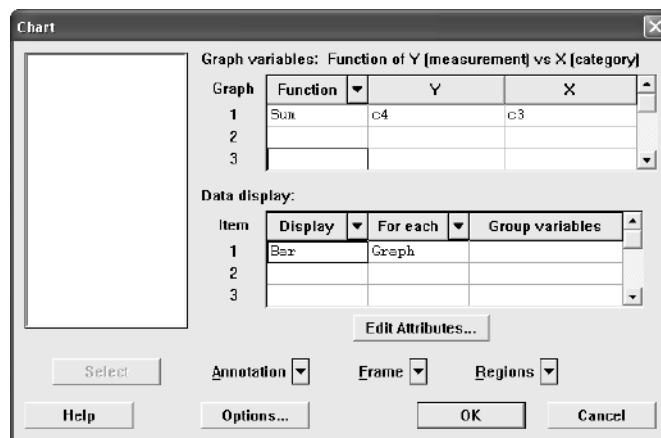 Chart
Graph variables: Function of Y (measurement) vs X (category)
Graph Function Y X
1 Sum c4 c3
2
3
Data display:
Item Display For each Group variables
1 Bar Graph
2
3
Edit Attributes...
Select Annotation Frame Regions
Help Options... OK Cancel